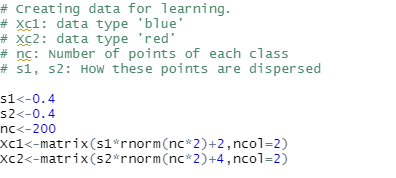 # Creating data for learning.
# Xc1: data type 'blue'
# Xc2: data type 'red'
# nc: Number of points of each class
# s1, s2: How these points are dispersed
s1<-0.4
s2<-0.4
nc<-200
Xc1<-matrix(s1*rnorm(nc*2)+2,ncol=2)
Xc2<-matrix(s2*rnorm(nc*2)+4,ncol=2)